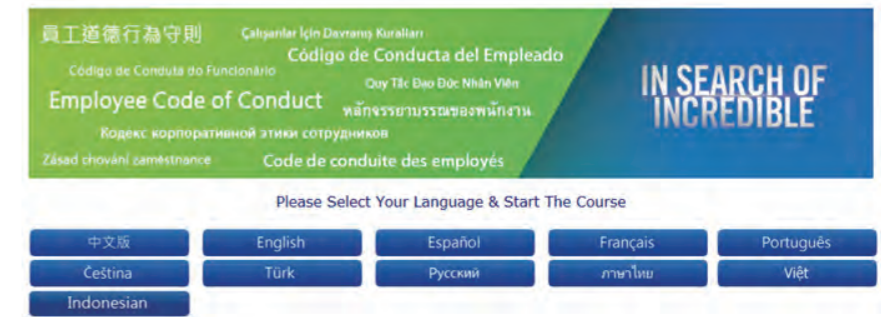 員工道德行為守則
Çalışanlar İçin Davranış Kuralları
Código de Conducta del Empleado
Código de Conduta do Funcionário
Quy Tắc Đạo Đức Nhân Viên
Employee Code of Conduct
หลักจรรยาบรรณของพนักงาน
Кодекс корпоративной этики сотрудников
Zásad chování zaměstnance
Code de conduite des employés
IN SEARCH OF
INCREDIBLE
Please Select Your Language & Start The Course
中文版 English Español Français Português
Čeština Türk Русский ภาษาไทย Việt
Indonesian